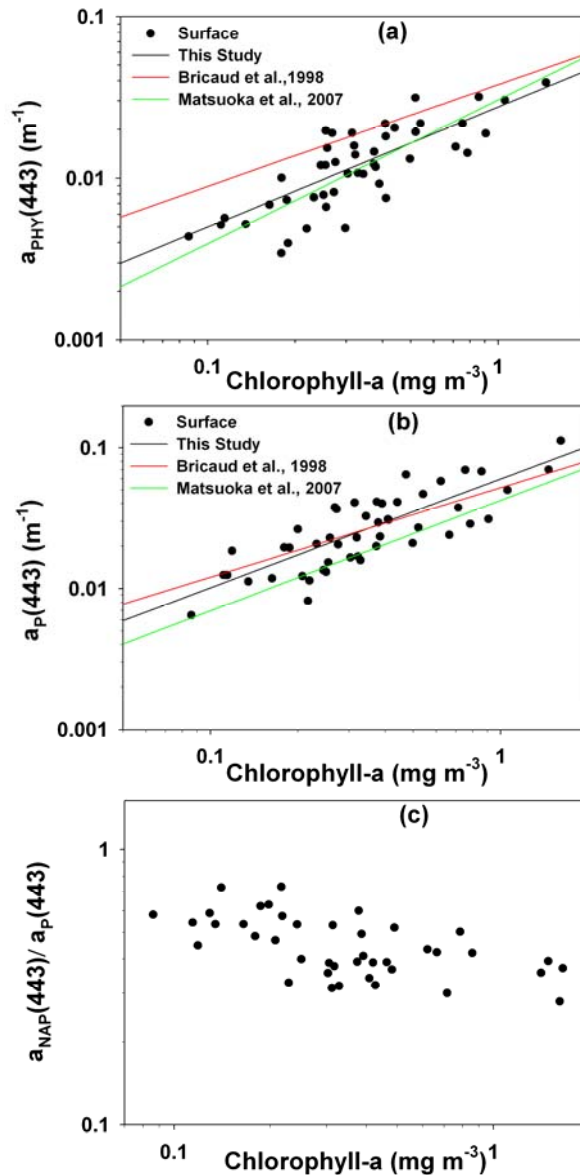 (a)
Surface
This Study
Bricaud et al.,1998
Matsuoka et al., 2007
0.1
0.01
0.001
aPHY(443) (m-1)
0.1
1
Chlorophyll-a (mg m-3)
(b)
Surface
This Study
Bricaud et al., 1998
Matsuoka et al., 2007
0.1
0.01
0.001
aP(443) (m-1)
0.1
1
Chlorophyll-a (mg m-3)
(c)
1
0.1
aNAP(443)/ aP(443)
0.1
1
Chlorophyll-a (mg m-3)